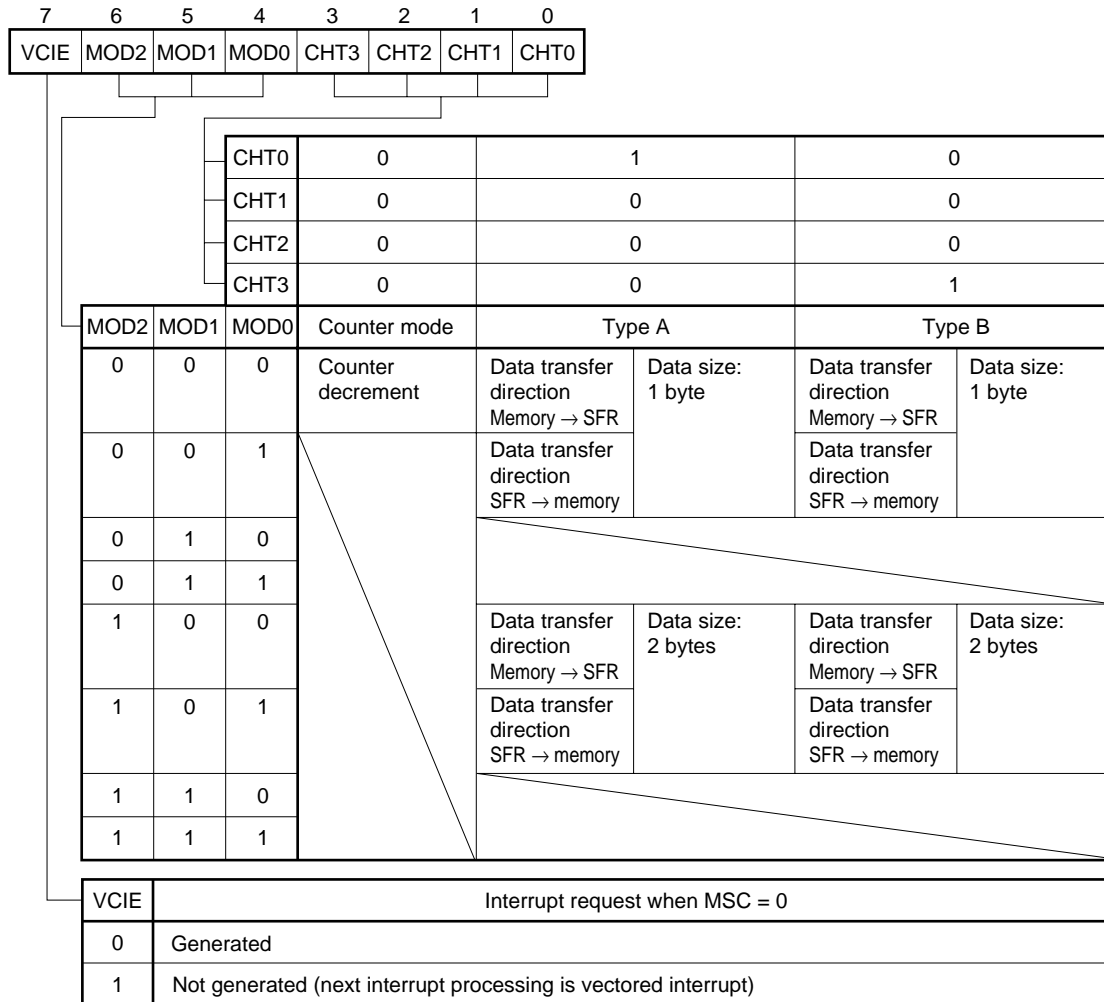 7 6 5 4 3 2 1 0
VCIE MOD2 MOD1 MOD0 CHT3 CHT2 CHT1 CHT0
CHT0 0 1 0
CHT1 0 0 0
CHT2 0 0 0
CHT3 0 0 1
MOD2 MOD1 MOD0 Counter mode Type A Type B
0 0 0 Counter Data transfer Data size: Data transfer Data size:
decrement direction 1 byte direction 1 byte
Memory → SFR Memory → SFR
0 0 1 Data transfer Data transfer
direction direction
SFR → memory SFR → memory
0 1 0
0 1 1
1 0 0 Data transfer Data size: Data transfer Data size:
direction 2 bytes direction 2 bytes
Memory → SFR Memory → SFR
1 0 1 Data transfer Data transfer
direction direction
SFR → memory SFR → memory
1 1 0
1 1 1
VCIE Interrupt request when MSC = 0
0 Generated
1 Not generated (next interrupt processing is vectored interrupt)